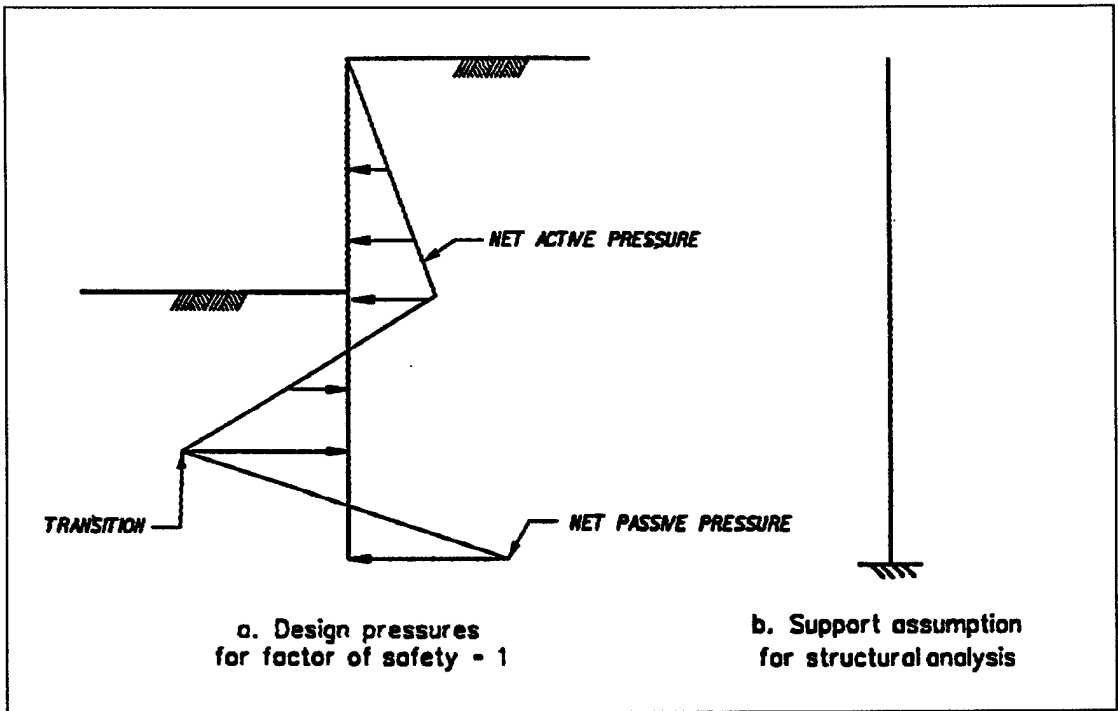 NET ACTIVE PRESSURE
TRANSITION
NET PASSIVE PRESSURE
a. Design pressures
for factor of safety = 1
b. Support assumption
for structural analysis